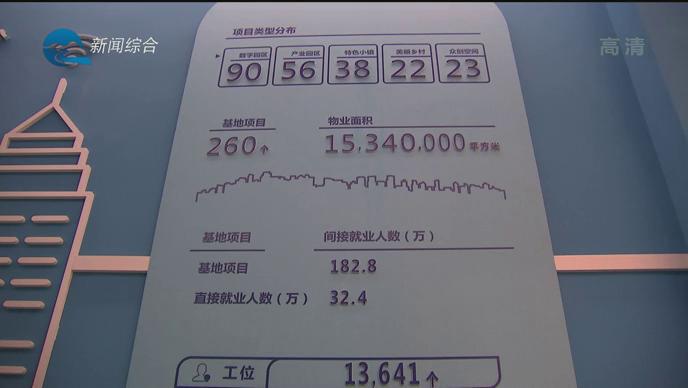 新闻综合
高清
项目类型分布
数字园区 产业园区 特色小镇 美丽乡村 众创空间
90 56 38 22 23
基地项目 物业面积
260个 15,340,000平方米
基地项目 间接就业人数（万）
基地项目 182.8
直接就业人数（万） 32.4
工位 13,641个